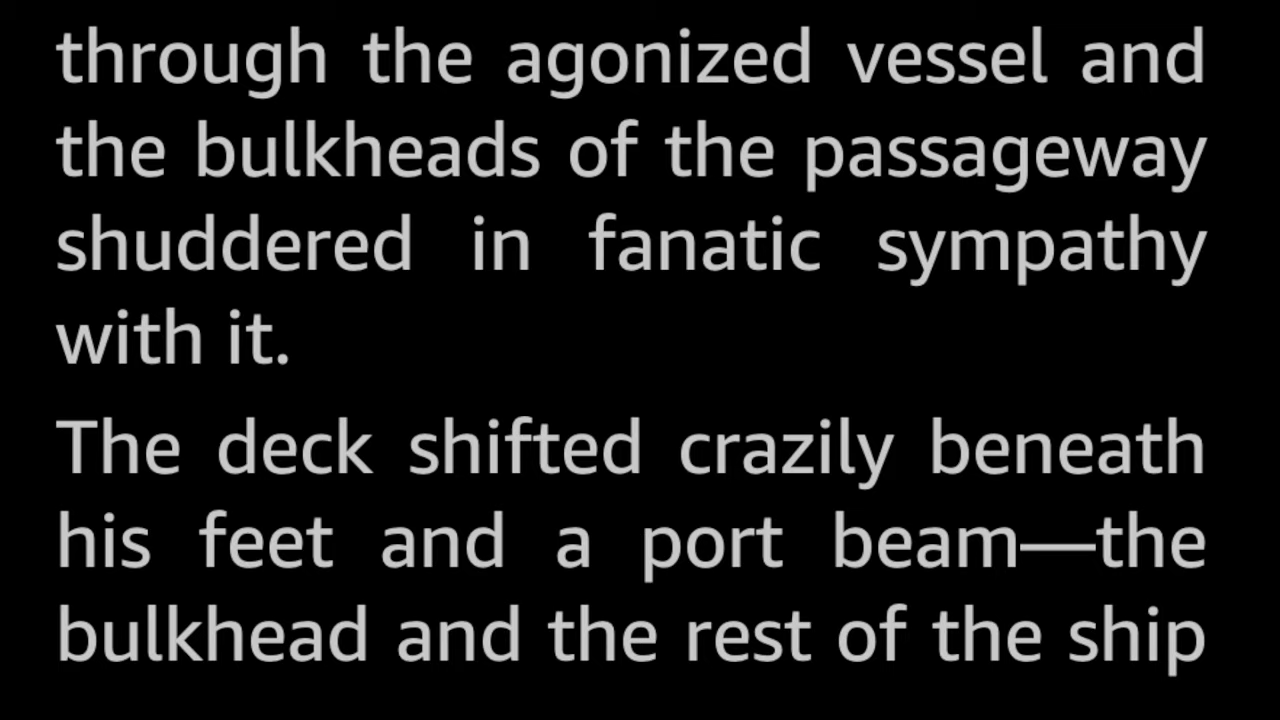 through the agonized vessel and
the bulkheads of the passageway
shuddered in fanatic sympathy
with it.
The deck shifted crazily beneath
his feet and a port beam—the
bulkhead and the rest of the ship